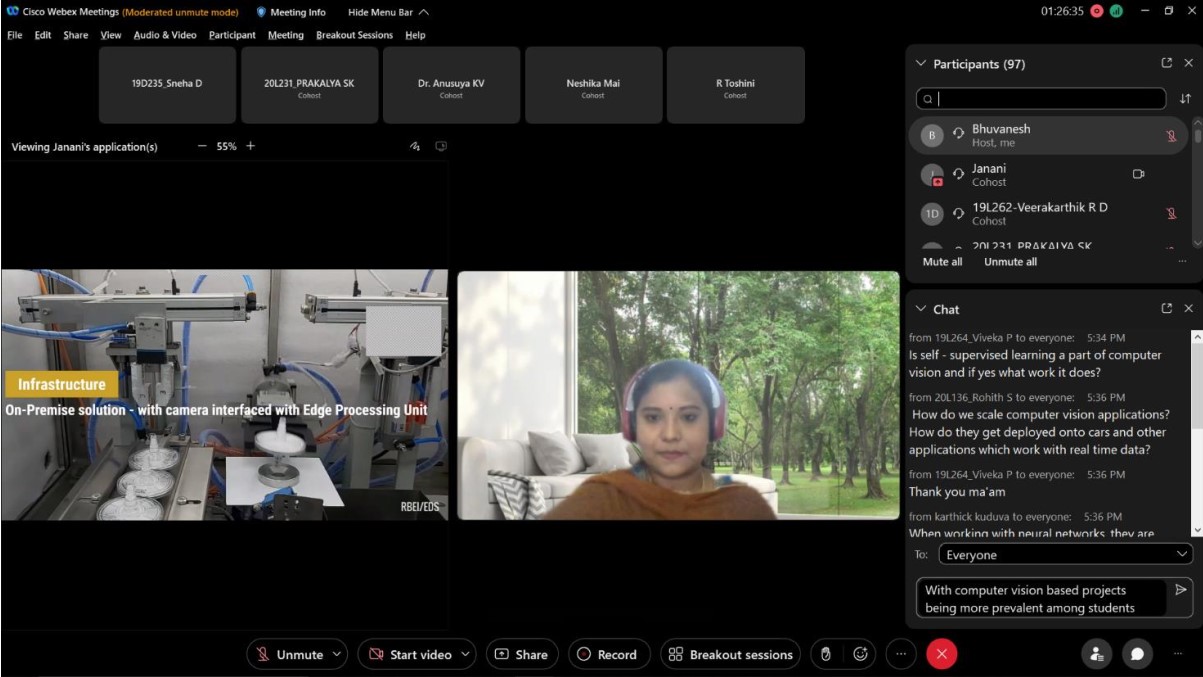 Cisco Webex Meetings (Moderated unmute mode) Meeting Info Hide Menu Bar 01:26:35
File Edit Share View Audio & Video Participant Meeting Breakout Sessions Help
19D235_Sneha D
20L231_PRAKALYA SK
Cohost
Dr. Anusuya KV
Cohost
Neshika Mai
Cohost
R Toshini
Cohost
Viewing Janani's application(s) — 55% +
Infrastructure
On-Premise solution - with camera interfaced with Edge Processing Unit
RBEI/EDS
Participants (97)
B
Bhuvanesh
Host, me
J
Janani
Cohost
1D
19L262-Veerakarthik R D
Cohost
20L231 PRAKALYA SK
Mute all Unmute all
Chat
from 19L264_Viveka P to everyone: 5:34 PM
Is self - supervised learning a part of computer
vision and if yes what work it does?
from 20L136_Rohith S to everyone: 5:36 PM
How do we scale computer vision applications?
How do they get deployed onto cars and other
applications which work with real time data?
from 19L264_Viveka P to everyone: 5:36 PM
Thank you ma'am
from karthick kuduva to everyone: 5:36 PM
When working with neural networks, they are
To: Everyone
With computer vision based projects
being more prevalent among students
Unmute Start video Share Record Breakout sessions